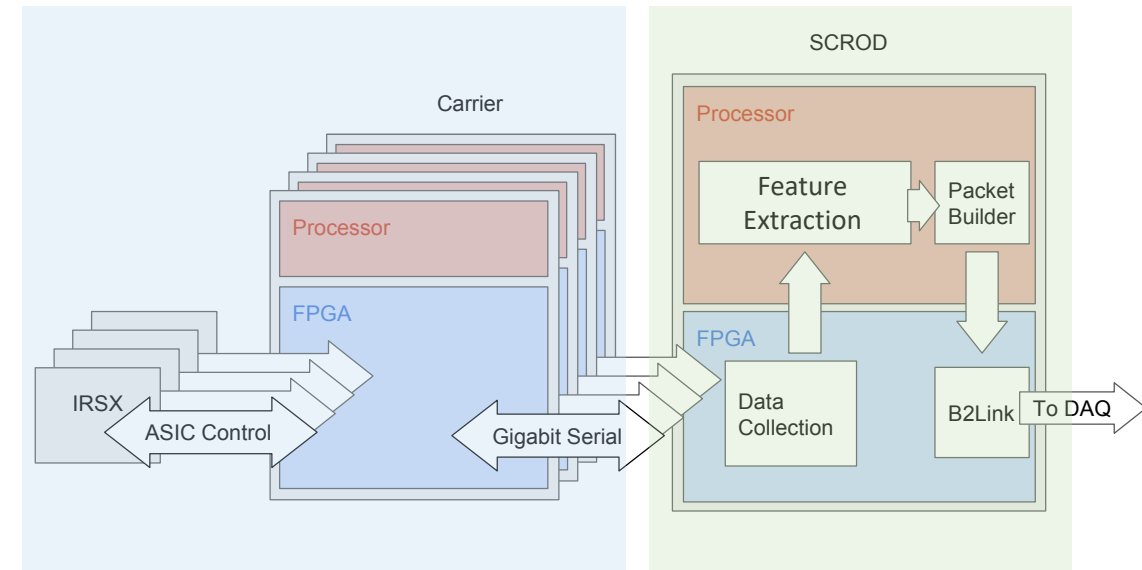 Carrier
Processor
FPGA
IRSX
ASIC Control
Gigabit Serial
SCROD
Processor
Feature
Extraction
Packet
Builder
FPGA
Data
Collection
B2Link
To DAQ